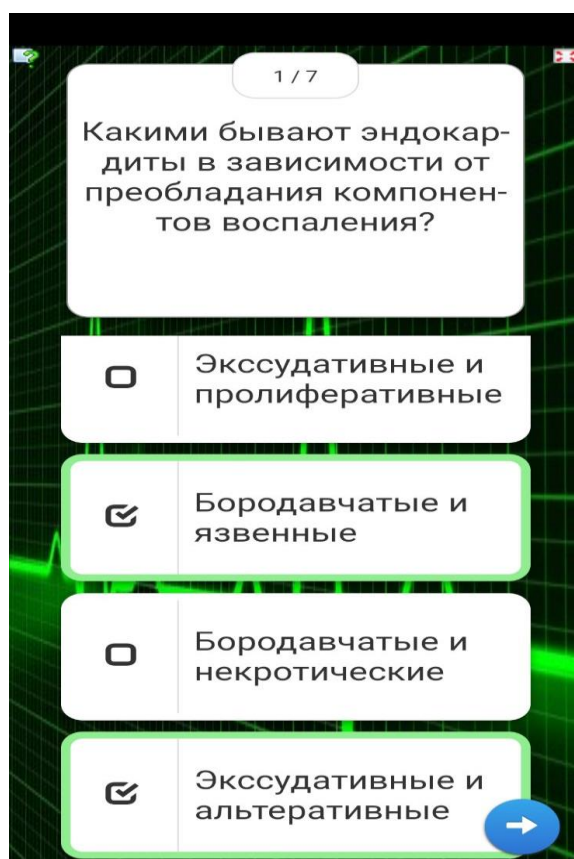 1 / 7
Какими бывают эндокар-
диты в зависимости от
преобладания компонен-
тов воспаления?
Экссудативные и
пролиферативные
Бородавчатые и
язвенные
Бородавчатые и
некротические
Экссудативные и
альтеративные